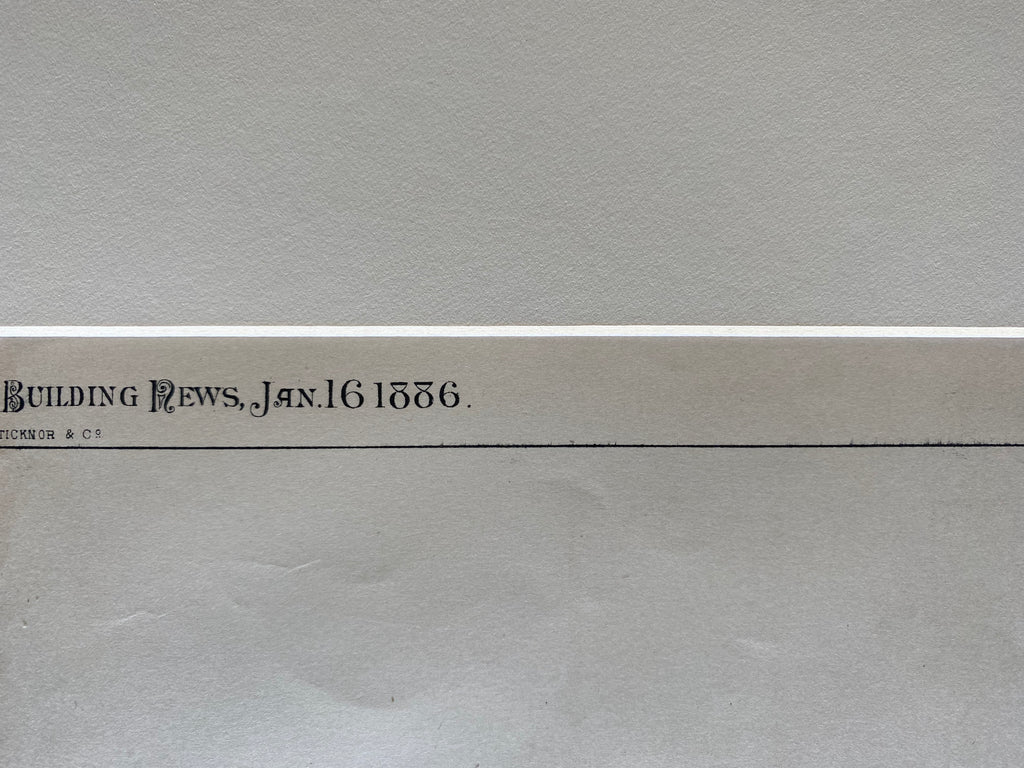 BUILDING NEWS, JAN. 16 1886.
TICKNOR & Co